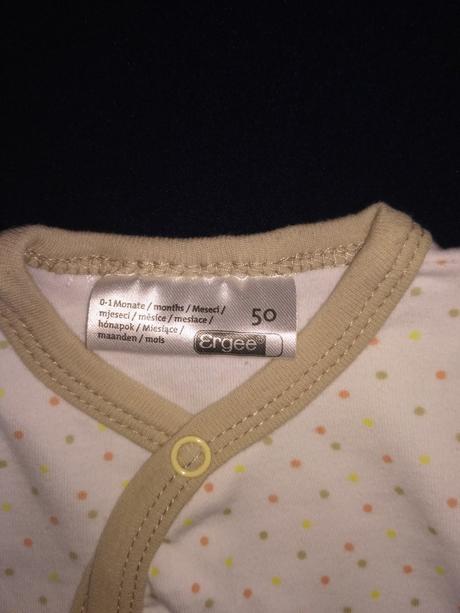 0-1 Monate / months / Meseci /
mjeseci / měsíce / mesiace /
hónapok / Miesiące /
maanden / mois
50
Ergee®